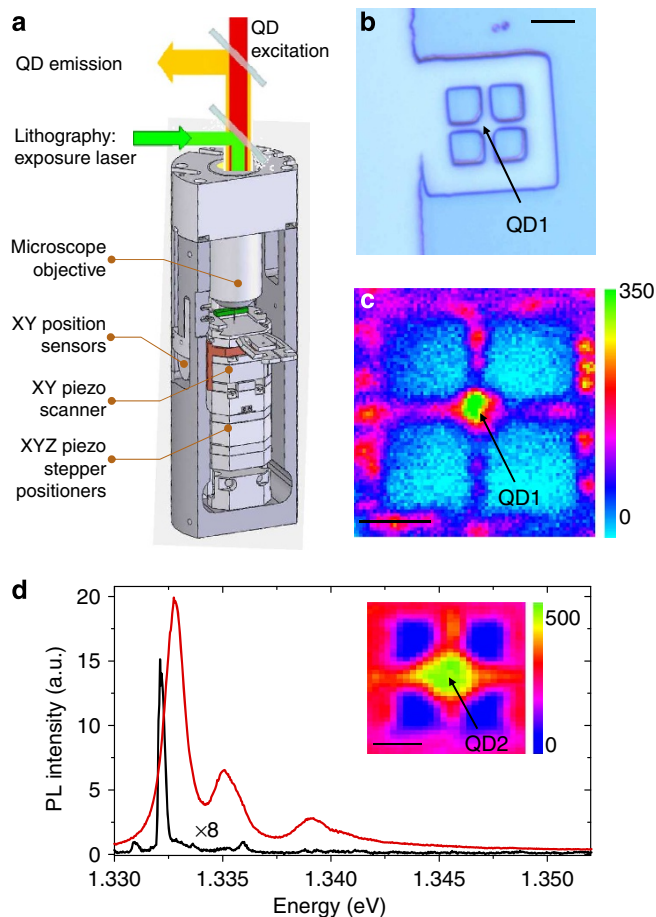 a
QD
excitation
QD emission
Lithography:
exposure laser
Microscope
objective
XY position
sensors
XY piezo
scanner
XYZ piezo
stepper
positioners
b
QD1
c
350
0
QD1
d
20
15
10
5
0
PL intensity (a.u.)
×8
500
0
QD2
1.330
1.335
1.340
1.345
1.350
Energy (eV)